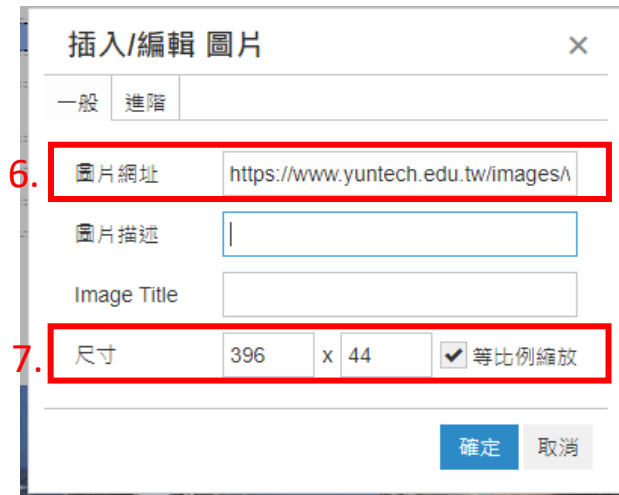 插入/編輯 圖片 ×
一般 進階
6. 圖片網址 https://www.yuntech.edu.tw/images/
圖片描述
Image Title
7. 尺寸 396 x 44 ✔ 等比例縮放
確定 取消